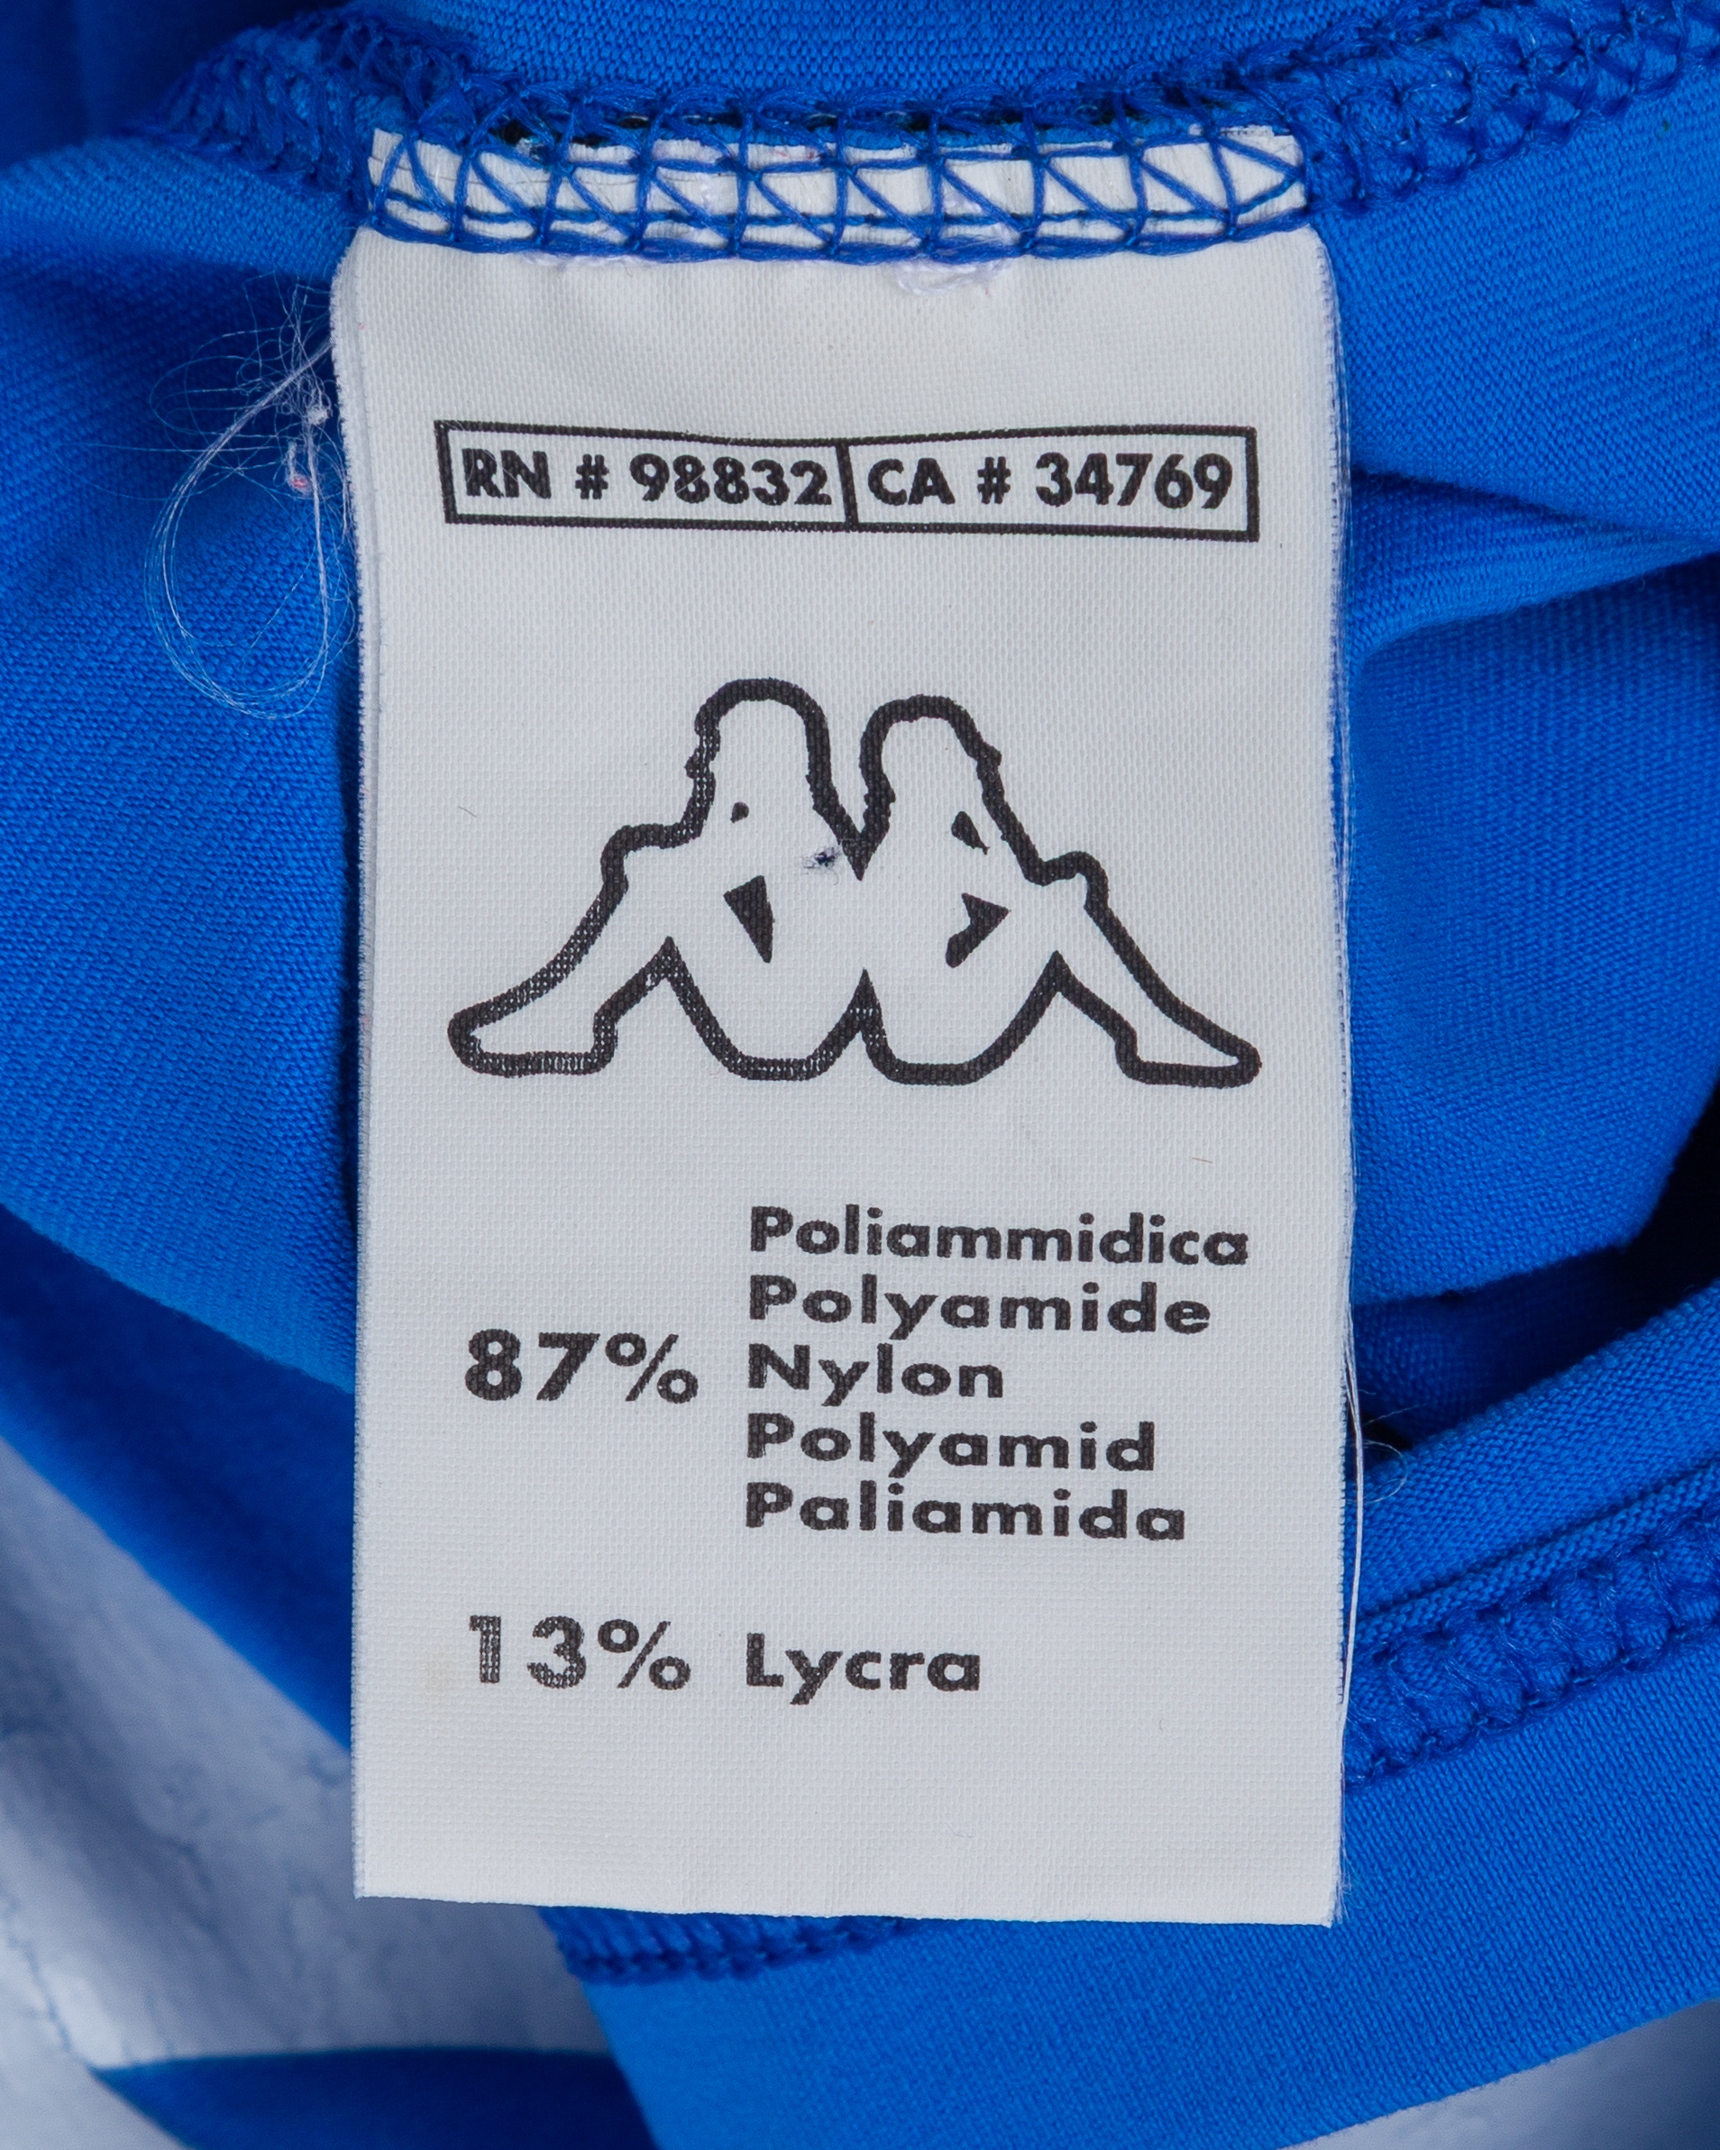 RN # 98832 CA # 34769
Poliammidica
Polyamide
87% Nylon
Polyamid
Paliamida
13% Lycra